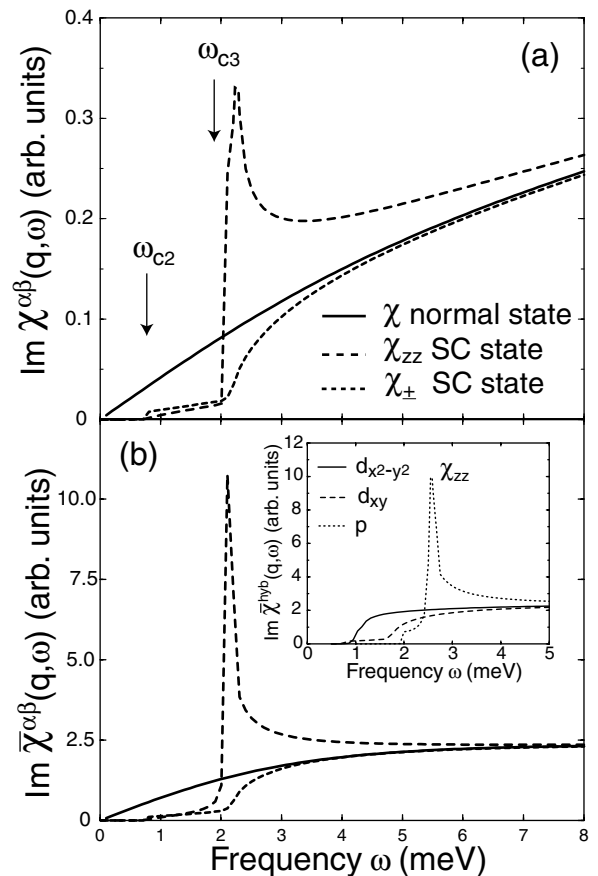 0.4
0.3
0.2
0.1
0
Im χ^αβ(q,ω) (arb. units)
(a)
ω_c3
ω_c2
χ normal state
χ_zz SC state
χ_± SC state
(b)
10.0
7.5
5.0
2.5
0
Im χ̅^αβ(q,ω) (arb. units)
12
10
8
6
4
2
0
Im χ̅^hyb(q,ω) (arb. units)
d_x²-y²
d_xy
p
χ_zz
0 1 2 3 4 5
Frequency ω (meV)
0 1 2 3 4 5 6 7 8
Frequency ω (meV)